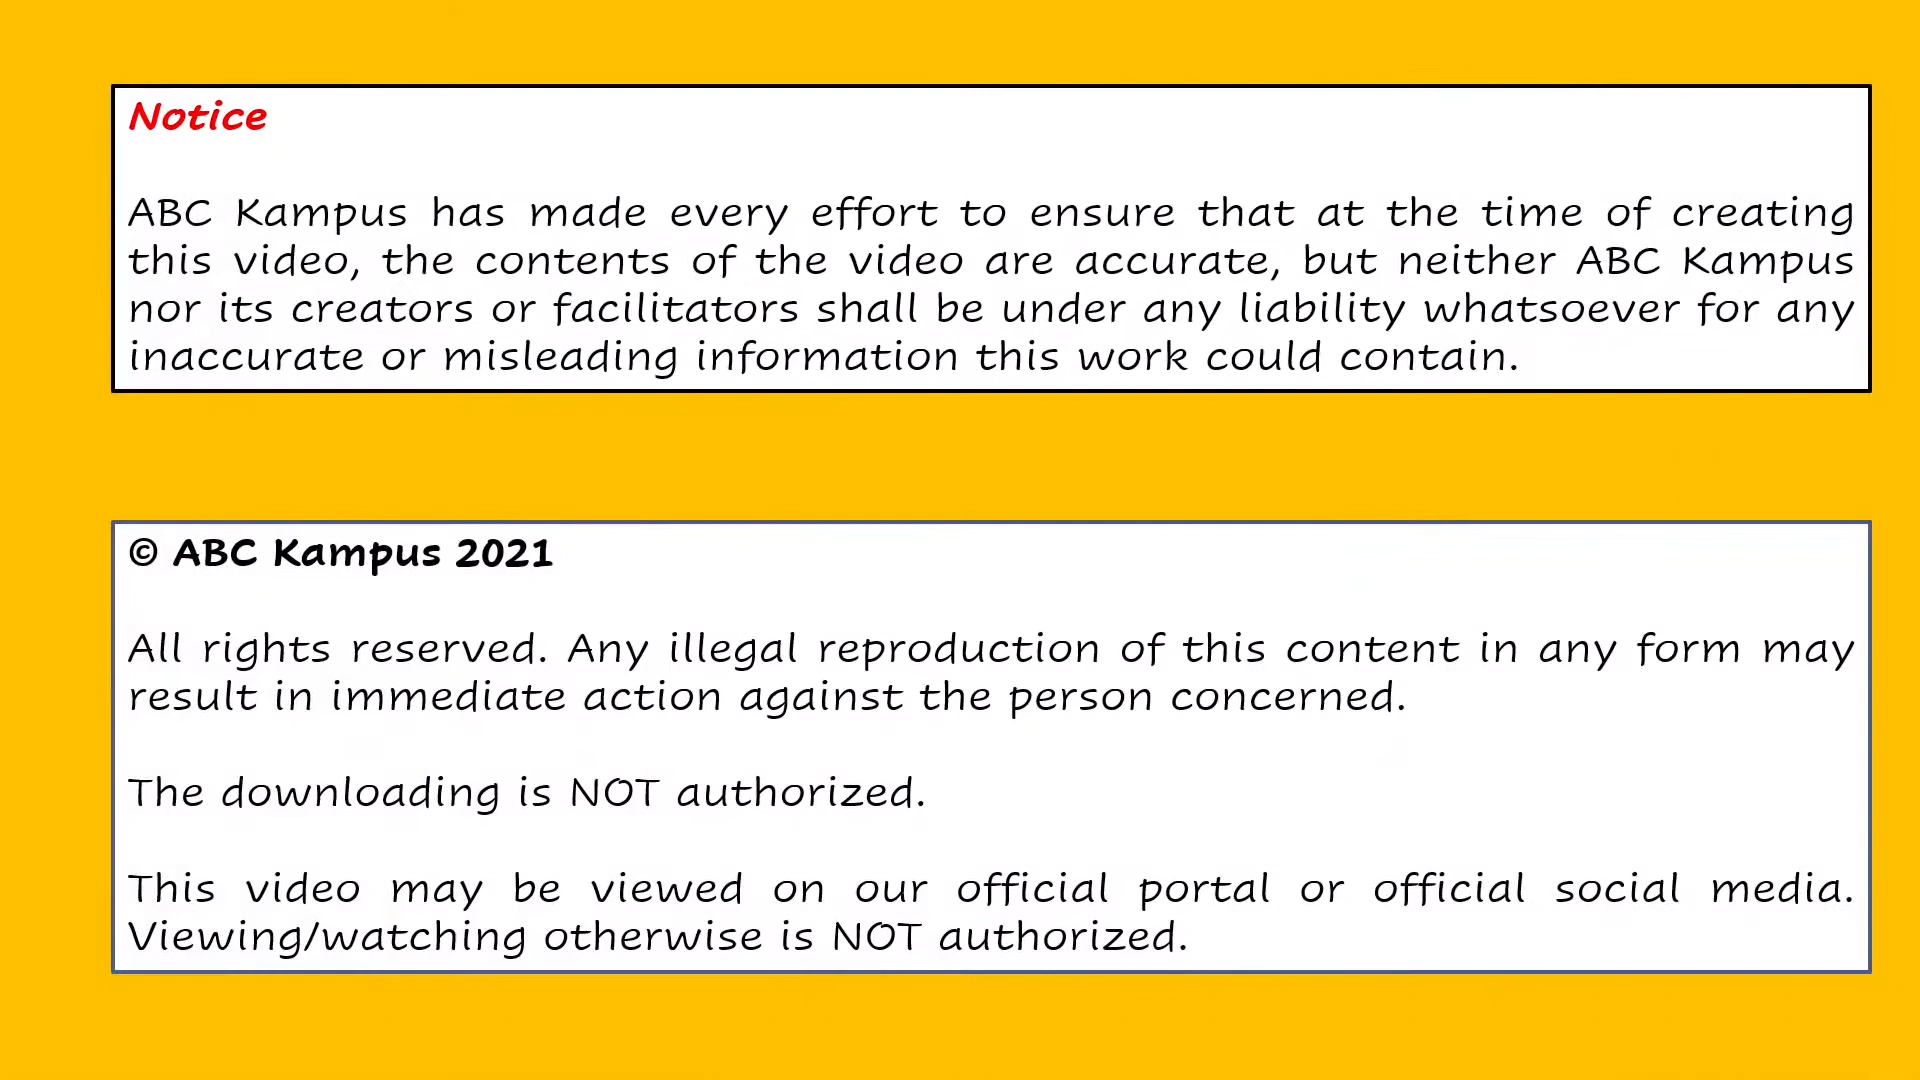 Notice
ABC Kampus has made every effort to ensure that at the time of creating
this video, the contents of the video are accurate, but neither ABC Kampus
nor its creators or facilitators shall be under any liability whatsoever for any
inaccurate or misleading information this work could contain.
© ABC Kampus 2021
All rights reserved. Any illegal reproduction of this content in any form may
result in immediate action against the person concerned.
The downloading is NOT authorized.
This video may be viewed on our official portal or official social media.
Viewing/watching otherwise is NOT authorized.